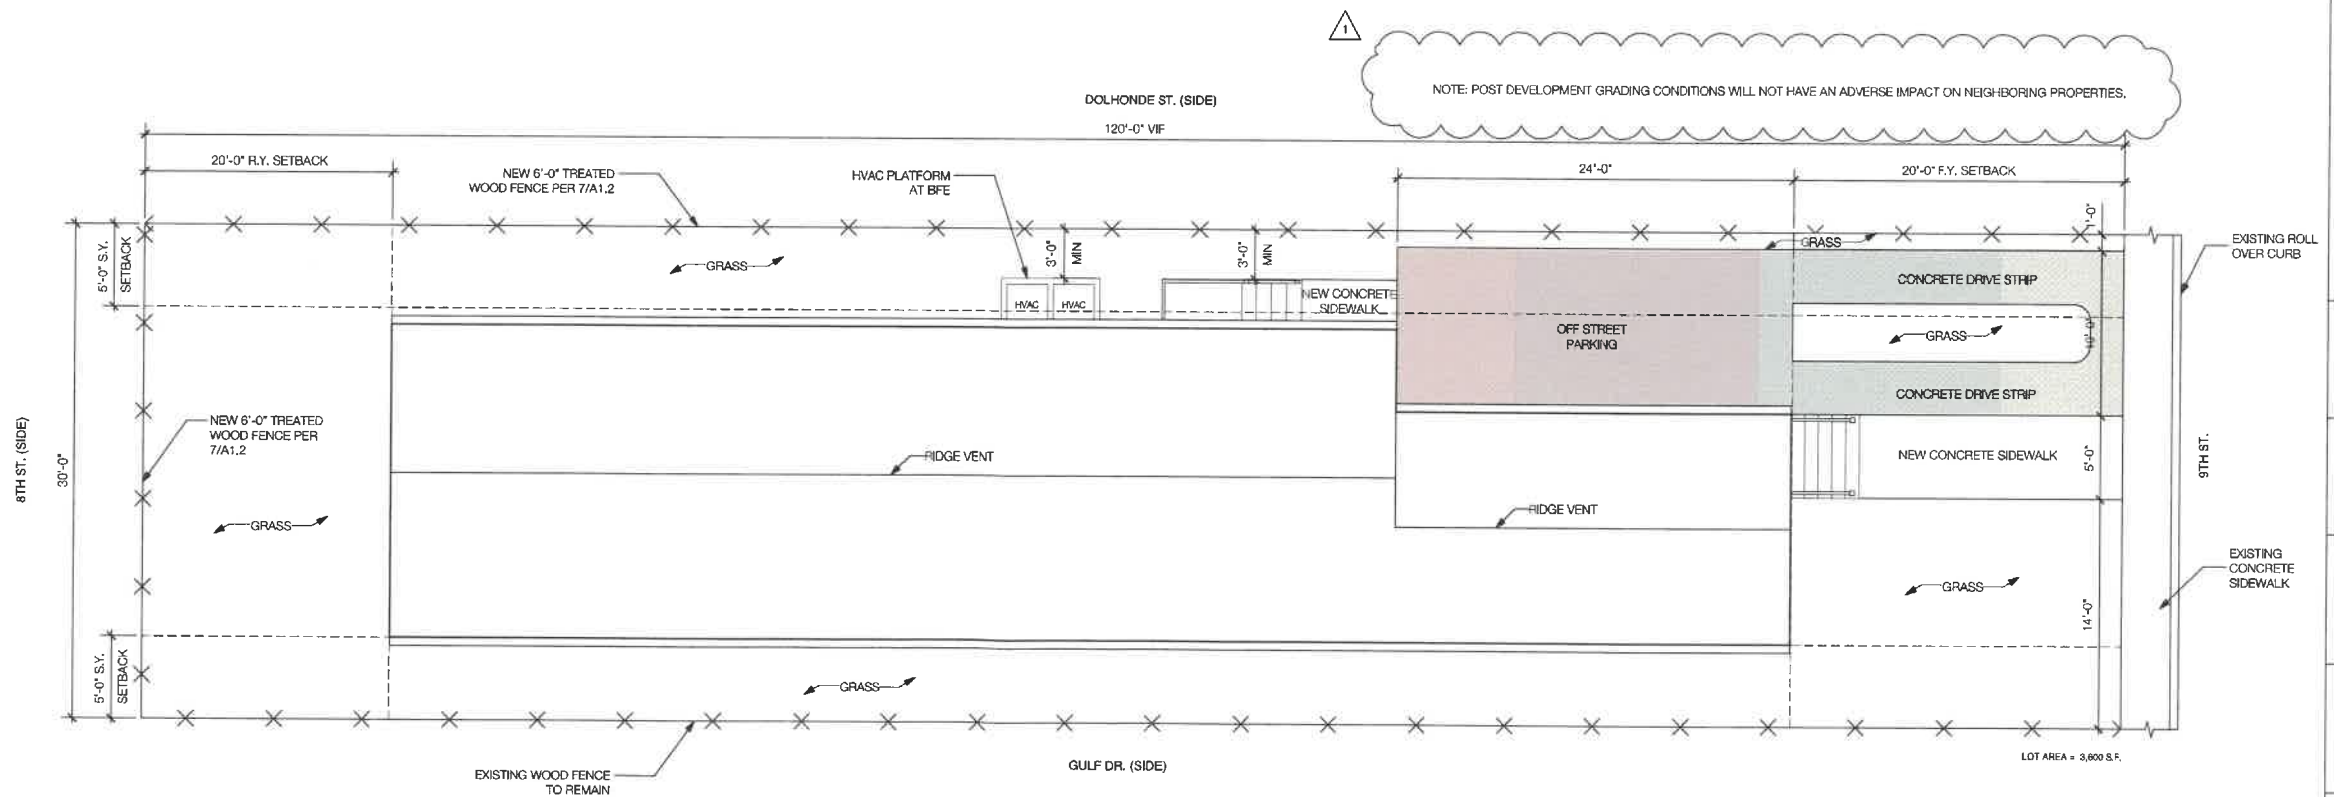 1
NOTE: POST DEVELOPMENT GRADING CONDITIONS WILL NOT HAVE AN ADVERSE IMPACT ON NEIGHBORING PROPERTIES.
DOLHONDE ST. (SIDE)
120'-0" VIF
20'-0" R.Y. SETBACK
NEW 6'-0" TREATED
WOOD FENCE PER 7/A1.2
HVAC PLATFORM
AT BFE
24'-0"
20'-0" F.Y. SETBACK
1'-0"
5'-0" S.Y.
SETBACK
GRASS
3'-0"
MIN
3'-0"
MIN
GRASS
EXISTING ROLL
OVER CURB
HVAC
HVAC
NEW CONCRETE
SIDEWALK
OFF STREET
PARKING
CONCRETE DRIVE STRIP
GRASS
10'-0"
CONCRETE DRIVE STRIP
8TH ST. (SIDE)
30'-0"
NEW 6'-0" TREATED
WOOD FENCE PER
7/A1.2
RIDGE VENT
NEW CONCRETE SIDEWALK
5'-0"
9TH ST.
GRASS
RIDGE VENT
GRASS
14'-0"
EXISTING
CONCRETE
SIDEWALK
5'-0" S.Y.
SETBACK
GRASS
EXISTING WOOD FENCE
TO REMAIN
GULF DR. (SIDE)
LOT AREA = 3,600 S.F.